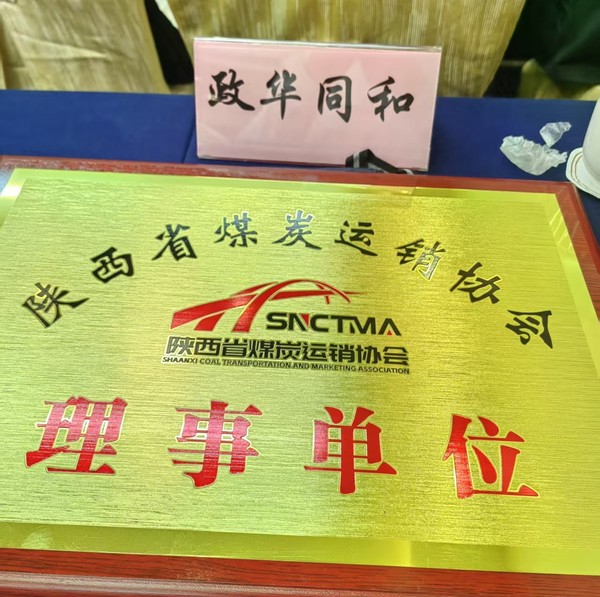 政华同和
陕西省煤炭运销协会
SNCTMA
陕西省煤炭运销协会
SHAANXI COAL TRANSPORTATION AND MARKETING ASSOCIATION
理事单位